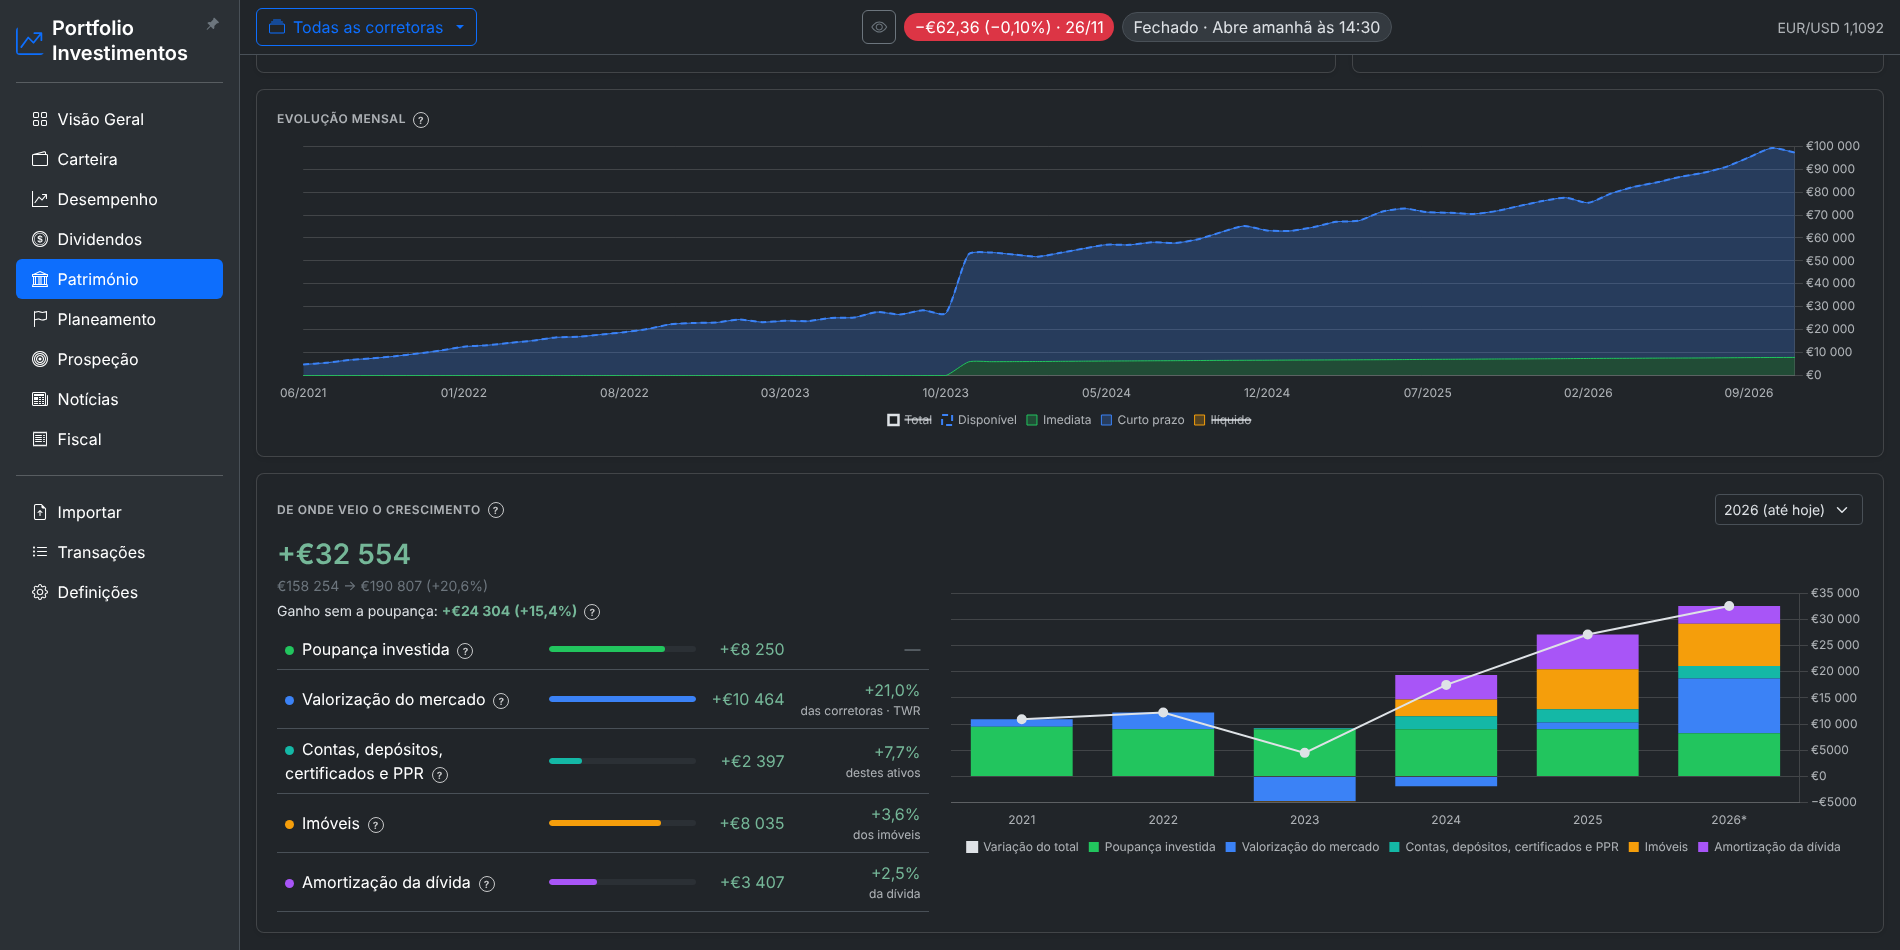 Portfolio
Investimentos
Visão Geral
Carteira
Desempenho
Dividendos
Património
Planeamento
Prospeção
Notícias
Fiscal
Importar
Transações
Definições
Todas as corretoras
−€62,36 (−0,10%) · 26/11
Fechado · Abre amanhã às 14:30
EUR/USD 1,1092
EVOLUÇÃO MENSAL ?
€100 000
€90 000
€80 000
€70 000
€60 000
€50 000
€40 000
€30 000
€20 000
€10 000
€0
06/2021 01/2022 08/2022 03/2023 10/2023 05/2024 12/2024 07/2025 02/2026 09/2026
Total Disponível Imediata Curto prazo Ilíquido
DE ONDE VEIO O CRESCIMENTO ?
2026 (até hoje)
+€32 554
€158 254 → €190 807 (+20,6%)
Ganho sem a poupança: +€24 304 (+15,4%) ?
Poupança investida ? +€8 250 —
Valorização do mercado ? +€10 464 +21,0%
das corretoras · TWR
Contas, depósitos,
certificados e PPR ? +€2 397 +7,7%
destes ativos
Imóveis ? +€8 035 +3,6%
dos imóveis
Amortização da dívida ? +€3 407 +2,5%
da dívida
€35 000
€30 000
€25 000
€20 000
€15 000
€10 000
€5000
€0
−€5000
2021 2022 2023 2024 2025 2026*
Variação do total Poupança investida Valorização do mercado Contas, depósitos, certificados e PPR Imóveis Amortização da dívida